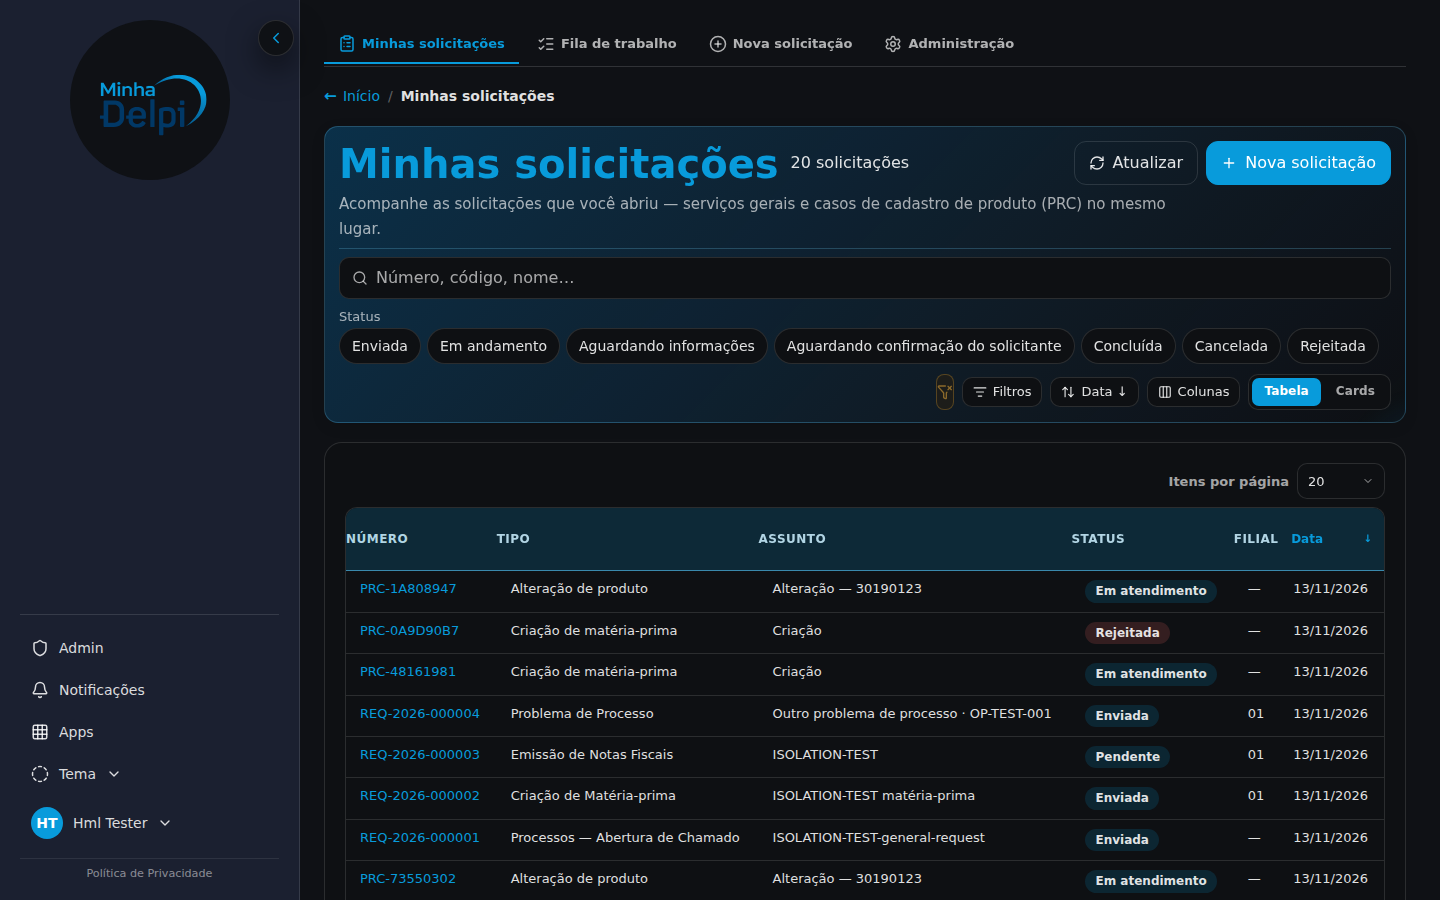 Minha
Delpi
Minhas solicitações
Fila de trabalho
Nova solicitação
Administração
← Início / Minhas solicitações
Minhas solicitações 20 solicitações
Atualizar
+ Nova solicitação
Acompanhe as solicitações que você abriu — serviços gerais e casos de cadastro de produto (PRC) no mesmo
lugar.
Número, código, nome...
Status
Enviada Em andamento Aguardando informações Aguardando confirmação do solicitante Concluída Cancelada Rejeitada
Filtros Data ↓ Colunas Tabela Cards
Itens por página 20
NÚMERO TIPO ASSUNTO STATUS FILIAL Data ↓
PRC-1A808947 Alteração de produto Alteração — 30190123 Em atendimento — 13/11/2026
PRC-0A9D90B7 Criação de matéria-prima Criação Rejeitada — 13/11/2026
PRC-48161981 Criação de matéria-prima Criação Em atendimento — 13/11/2026
REQ-2026-000004 Problema de Processo Outro problema de processo · OP-TEST-001 Enviada 01 13/11/2026
REQ-2026-000003 Emissão de Notas Fiscais ISOLATION-TEST Pendente 01 13/11/2026
REQ-2026-000002 Criação de Matéria-prima ISOLATION-TEST matéria-prima Enviada 01 13/11/2026
REQ-2026-000001 Processos — Abertura de Chamado ISOLATION-TEST-general-request Enviada — 13/11/2026
PRC-73550302 Alteração de produto Alteração — 30190123 Em atendimento — 13/11/2026
Admin
Notificações
Apps
Tema
HT Hml Tester
Política de Privacidade